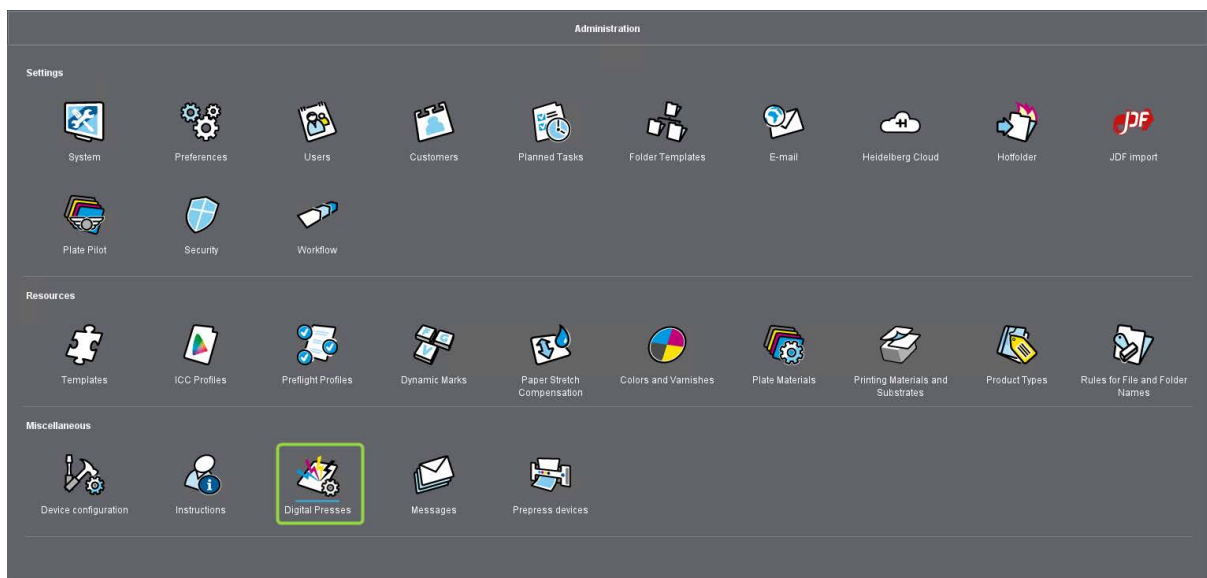 Administration
Settings
System
Preferences
Users
Customers
Planned Tasks
Folder Templates
E-mail
Heidelberg Cloud
Hotfolder
JDF import
H
JDF
Plate Pilot
Security
Workflow
Resources
Templates
ICC Profiles
Preflight Profiles
Dynamic Marks
Paper Stretch
Compensation
Colors and Varnishes
Plate Materials
Printing Materials and
Substrates
Product Types
Rules for File and Folder
Names
F
G
V
Miscellaneous
Device configuration
Instructions
Digital Presses
Messages
Prepress devices
i